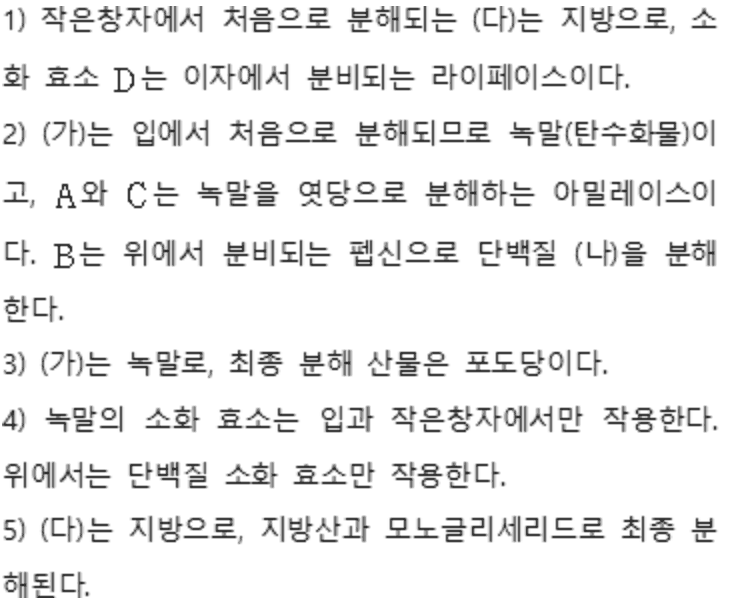 1) 작은창자에서 처음으로 분해되는 (다)는 지방으로, 소
화 효소 D는 이자에서 분비되는 라이페이스이다.
2) (가)는 입에서 처음으로 분해되므로 녹말(탄수화물)이
고, A와 C는 녹말을 엿당으로 분해하는 아밀레이스이
다. B는 위에서 분비되는 펩신으로 단백질 (나)을 분해
한다.
3) (가)는 녹말로, 최종 분해 산물은 포도당이다.
4) 녹말의 소화 효소는 입과 작은창자에서만 작용한다.
위에서는 단백질 소화 효소만 작용한다.
5) (다)는 지방으로, 지방산과 모노글리세리드로 최종 분
해된다.